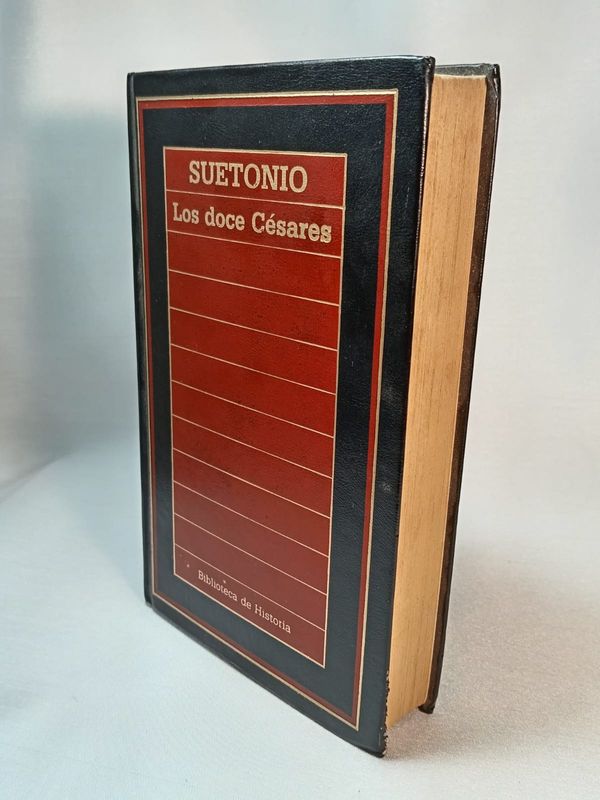 SUETONIO
Los doce Césares
Biblioteca de Historia